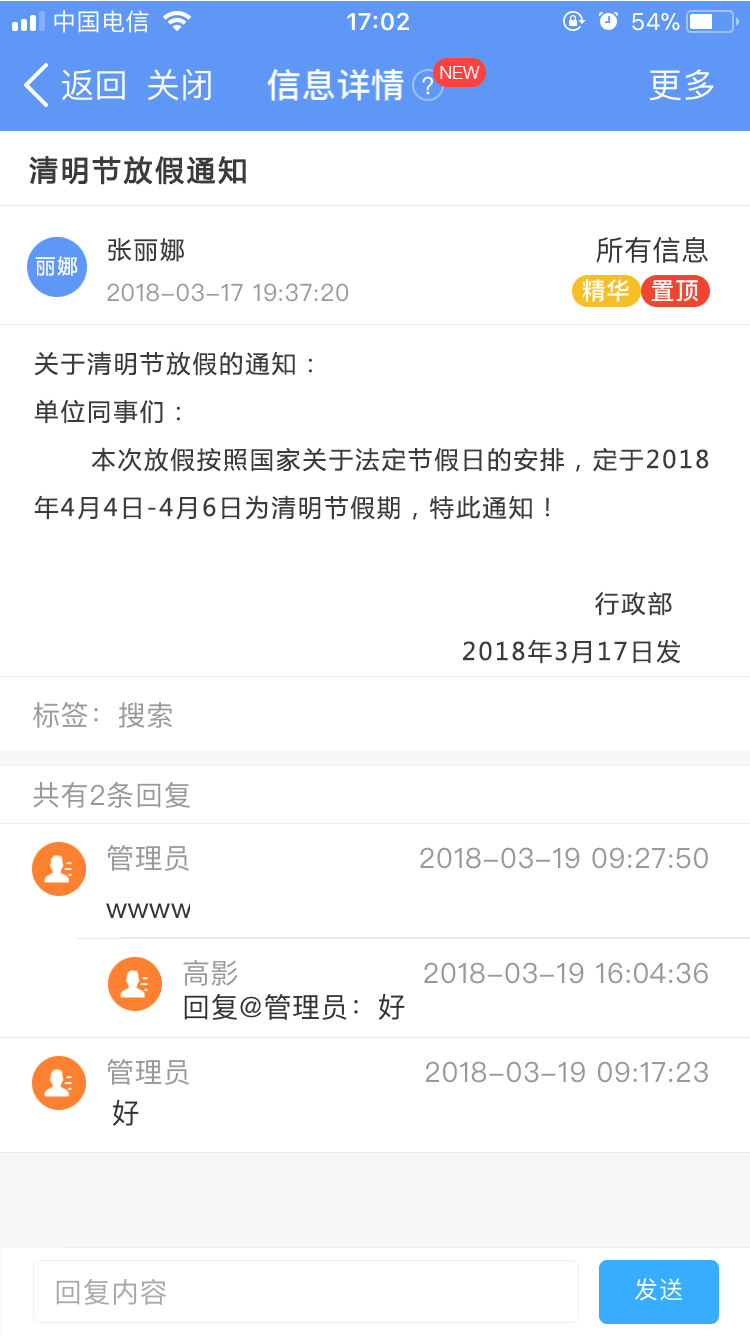 中国电信 17:02 54%
返回 关闭 信息详情 ? NEW 更多
清明节放假通知
丽娜 张丽娜 所有信息
2018-03-17 19:37:20 精华 置顶
关于清明节放假的通知：
单位同事们：
本次放假按照国家关于法定节假日的安排，定于2018
年4月4日-4月6日为清明节假期，特此通知！
行政部
2018年3月17日发
标签：搜索
共有2条回复
管理员 2018-03-19 09:27:50
wwww
高影 2018-03-19 16:04:36
回复@管理员：好
管理员 2018-03-19 09:17:23
好
回复内容 发送